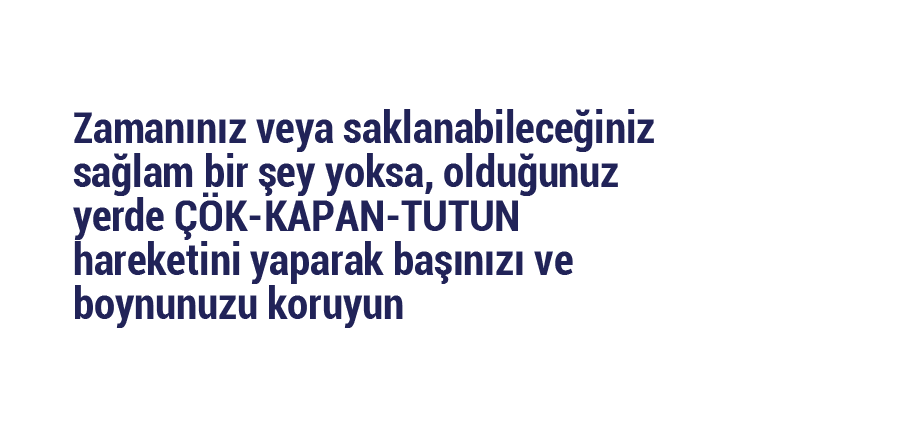 Zamanınız veya saklanabileceğiniz
sağlam bir şey yoksa, olduğunuz
yerde ÇÖK-KAPAN-TUTUN
hareketini yaparak başınızı ve
boynunuzu koruyun